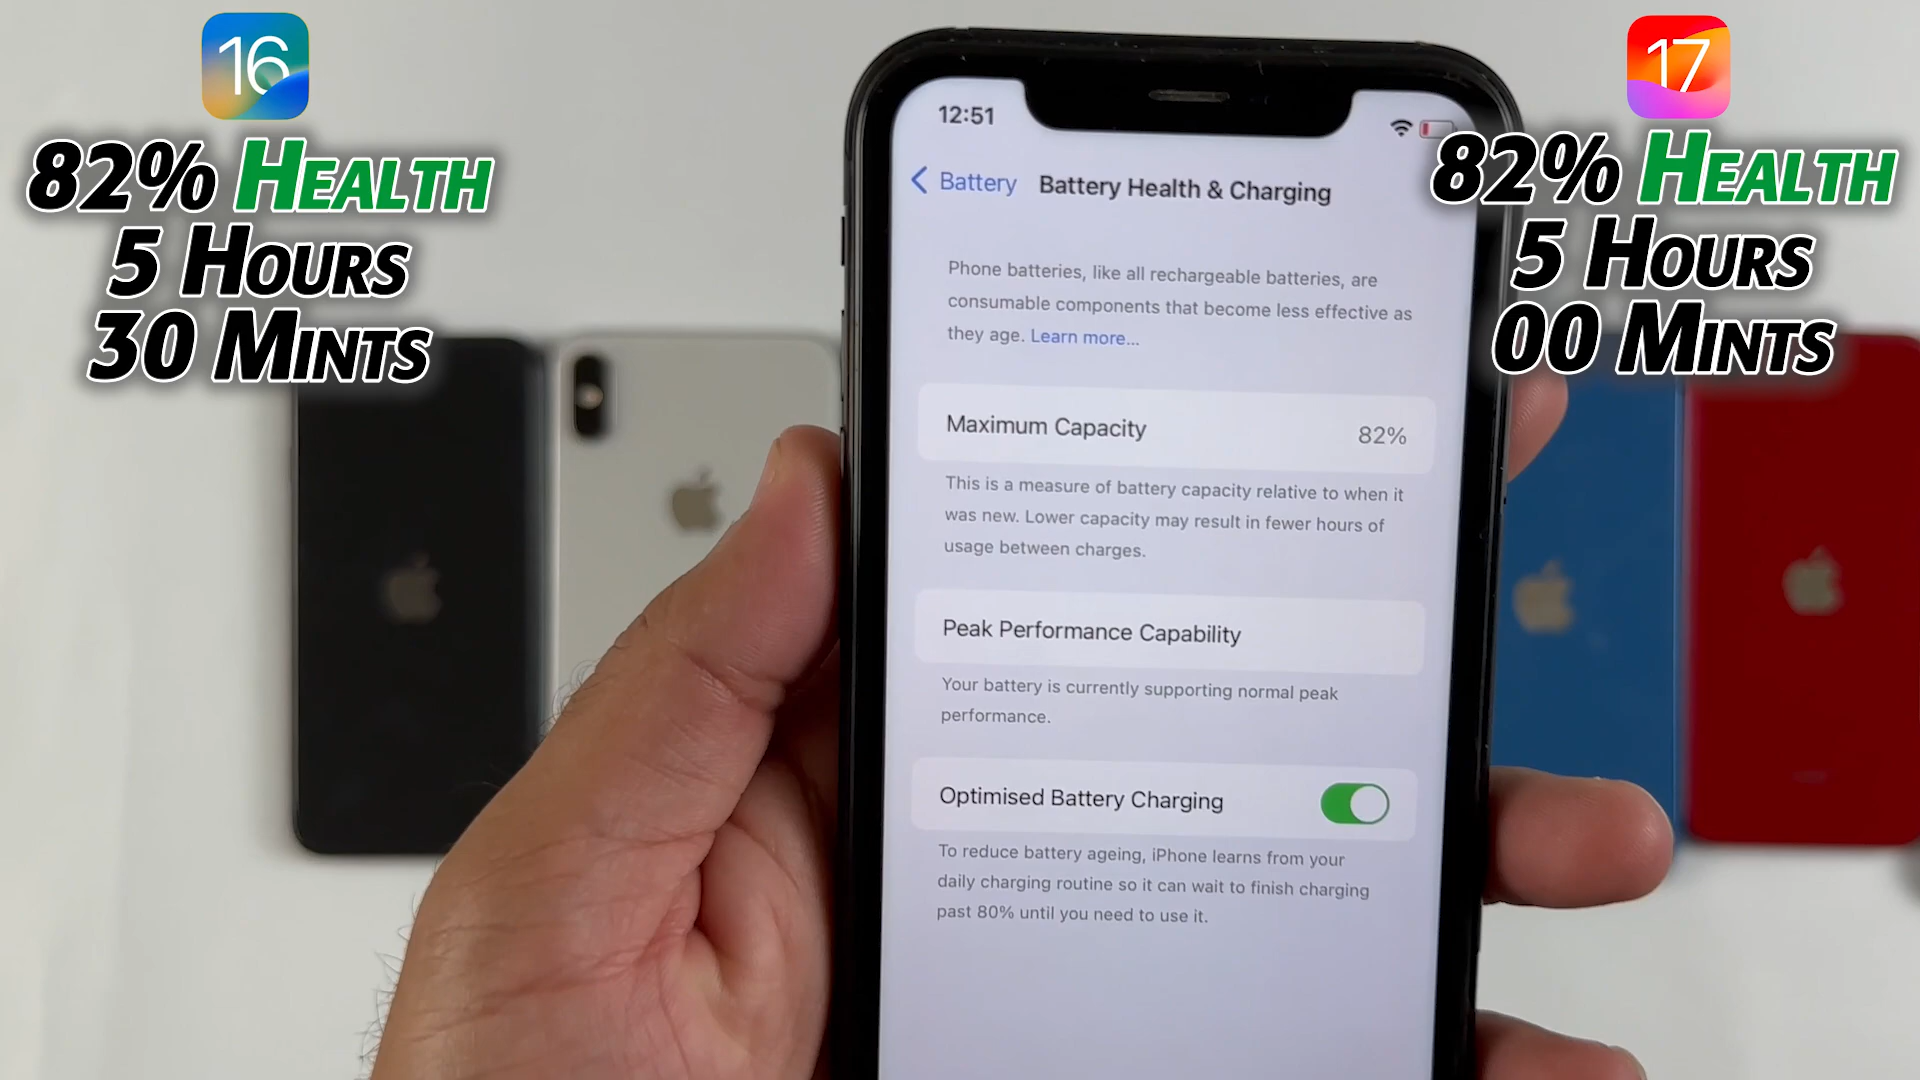 16
82% HEALTH
5 HOURS
30 MINTS
17
82% HEALTH
5 HOURS
00 MINTS
12:51
Battery
Battery Health & Charging
Phone batteries, like all rechargeable batteries, are
consumable components that become less effective as
they age. Learn more...
Maximum Capacity
82%
This is a measure of battery capacity relative to when it
was new. Lower capacity may result in fewer hours of
usage between charges.
Peak Performance Capability
Your battery is currently supporting normal peak
performance.
Optimised Battery Charging
To reduce battery ageing, iPhone learns from your
daily charging routine so it can wait to finish charging
past 80% until you need to use it.